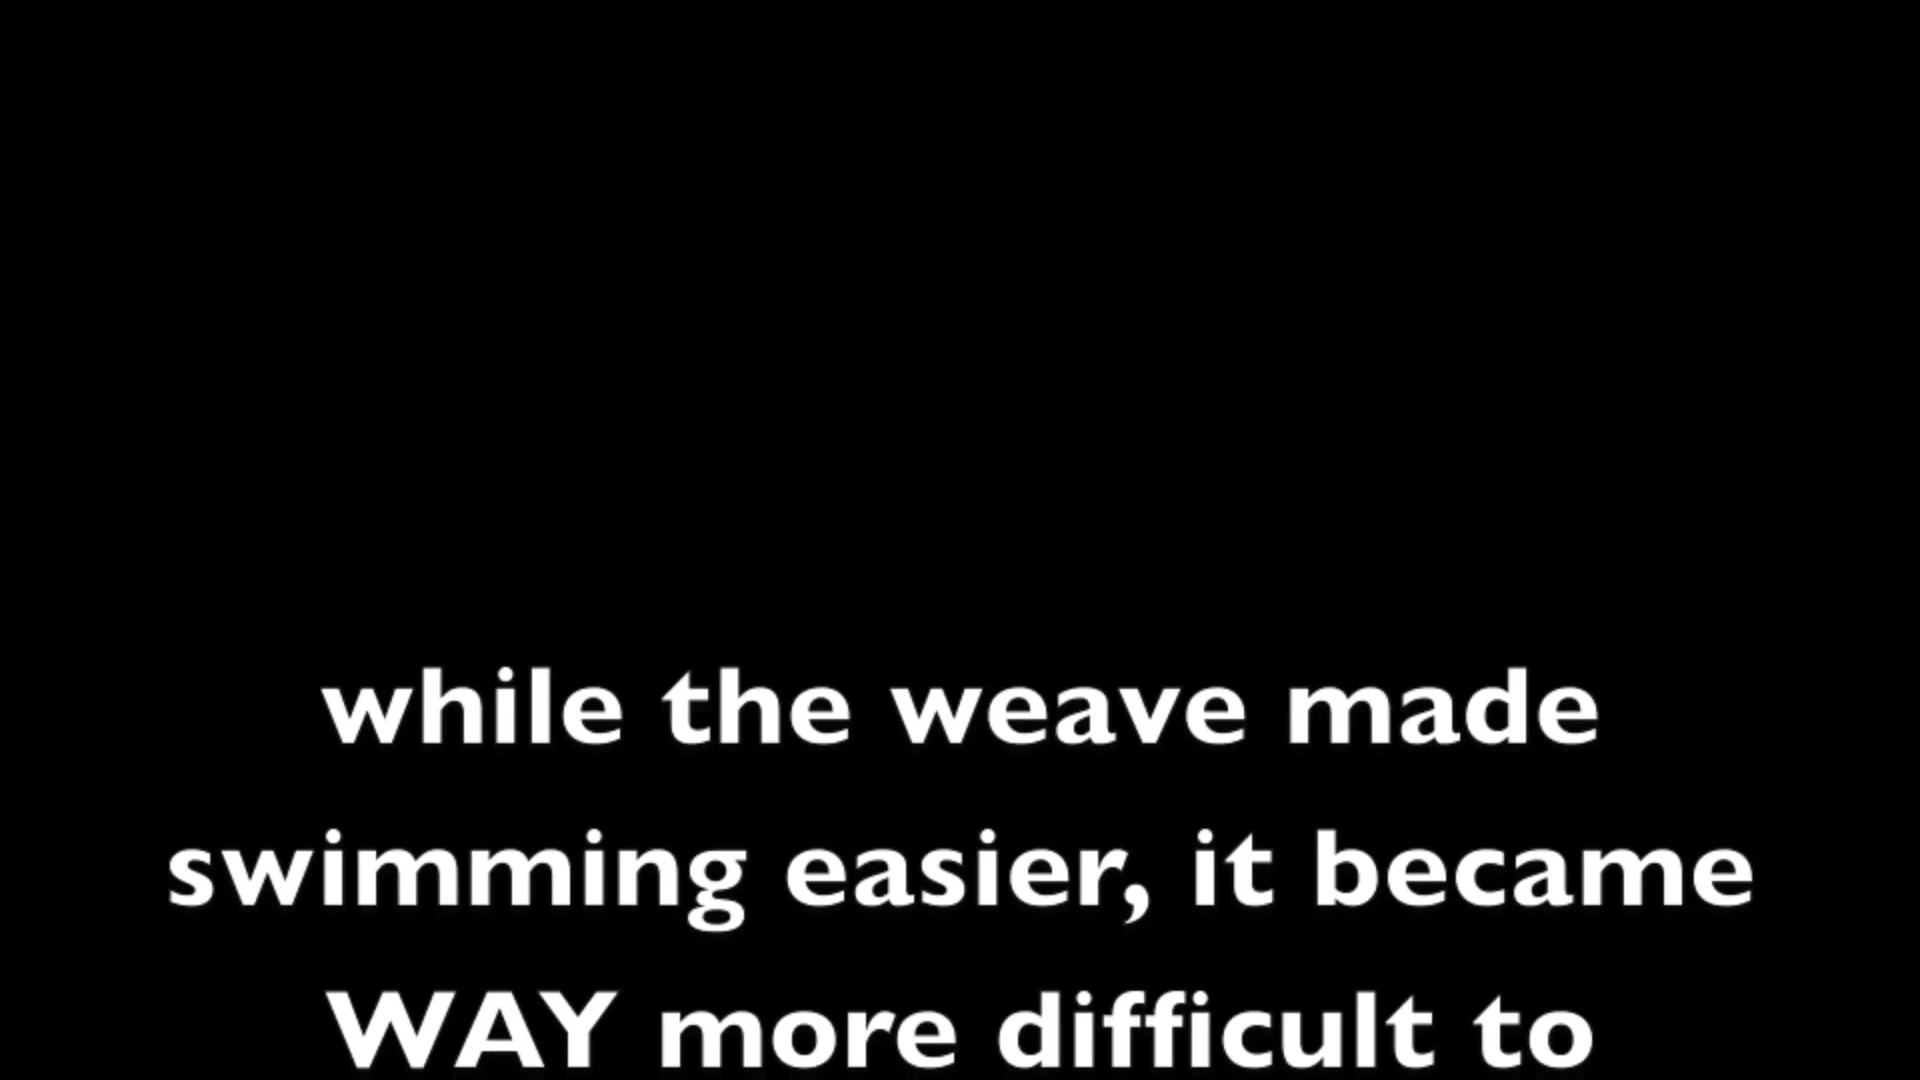 while the weave made
swimming easier, it became
WAY more difficult to